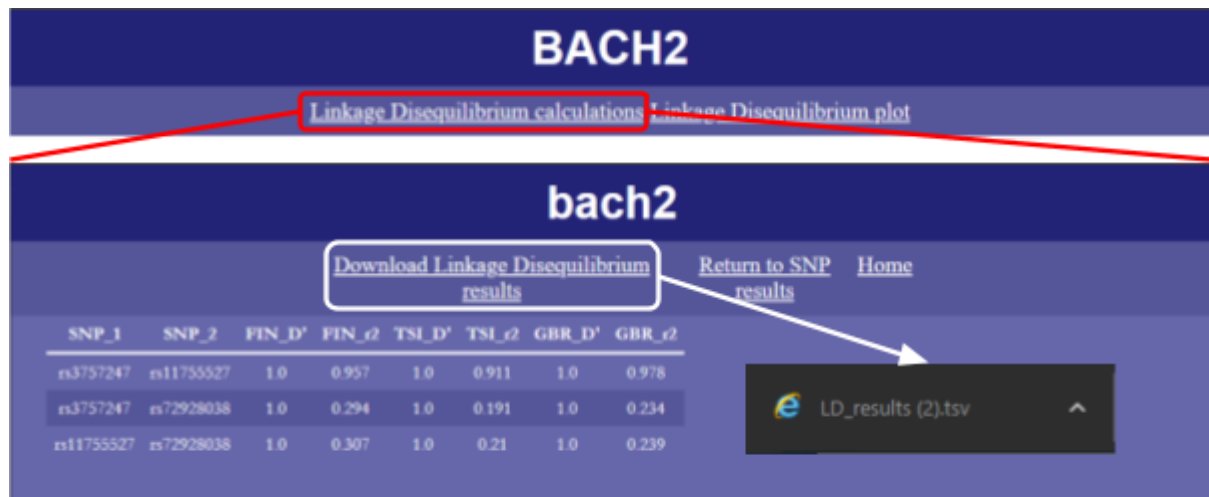 BACH2
Linkage Disequilibrium calculations Linkage Disequilibrium plot
bach2
Download Linkage Disequilibrium results Return to SNP results Home
SNP_1 SNP_2 FIN_D' FIN_r2 TSI_D' TSI_r2 GBR_D' GBR_r2
rs3757247 rs11755527 1.0 0.957 1.0 0.911 1.0 0.978
rs3757247 rs72928038 1.0 0.294 1.0 0.191 1.0 0.234
rs11755527 rs72928038 1.0 0.307 1.0 0.21 1.0 0.239
LD_results (2).tsv